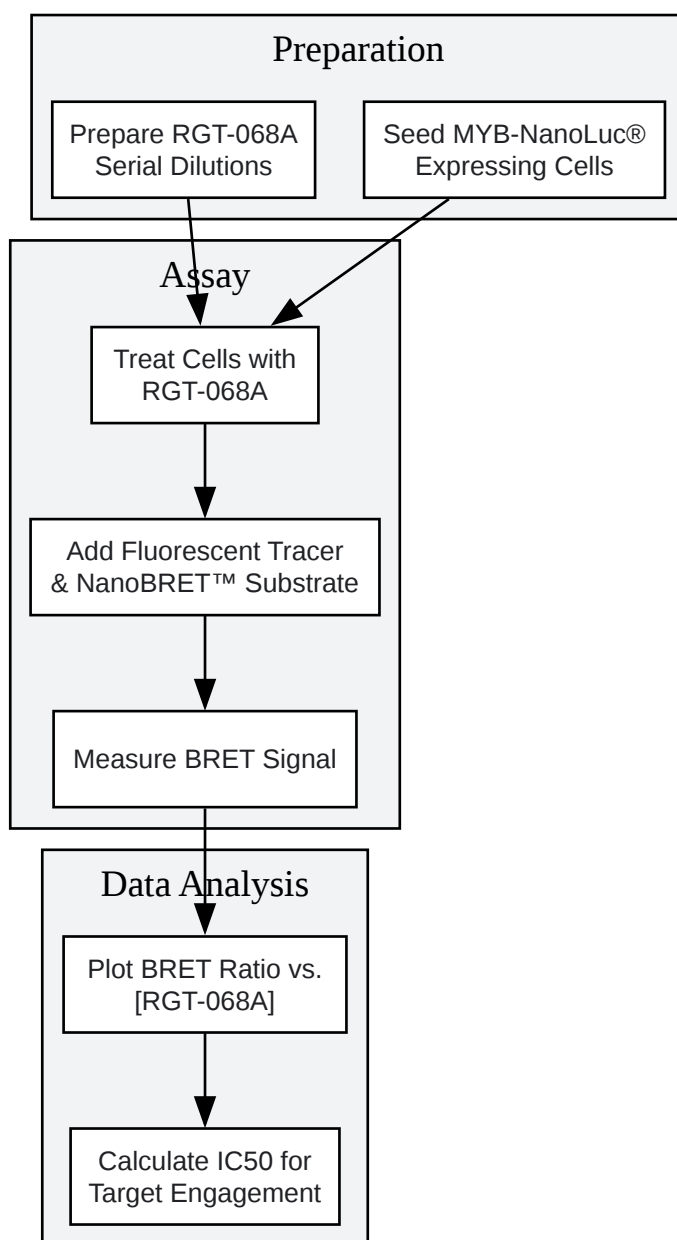 Preparation
Prepare RGT-068A
Serial Dilutions
Seed MYB-NanoLuc®
Expressing Cells
Assay
Treat Cells with
RGT-068A
Add Fluorescent Tracer
& NanoBRET™ Substrate
Measure BRET Signal
Data Analysis
Plot BRET Ratio vs.
[RGT-068A]
Calculate IC50 for
Target Engagement